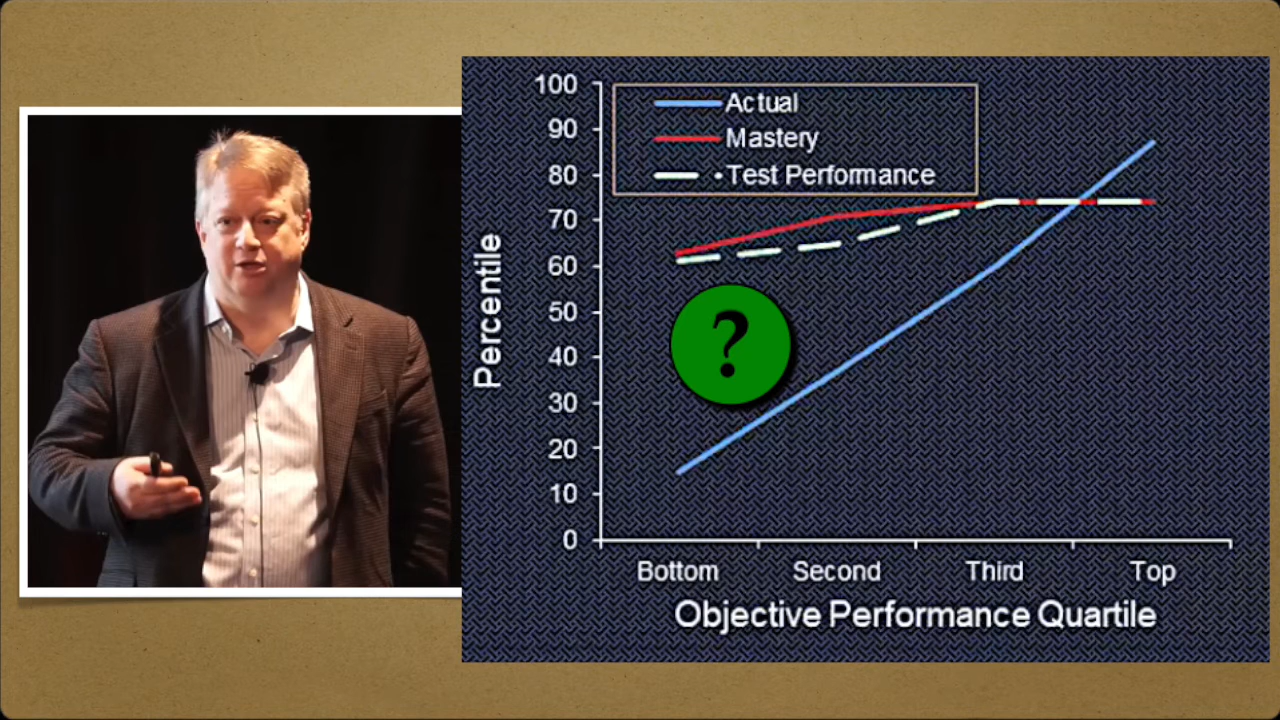 100
90
80
70
60
50
40
30
20
10
0
Percentile
Actual
Mastery
Test Performance
?
Bottom Second Third Top
Objective Performance Quartile